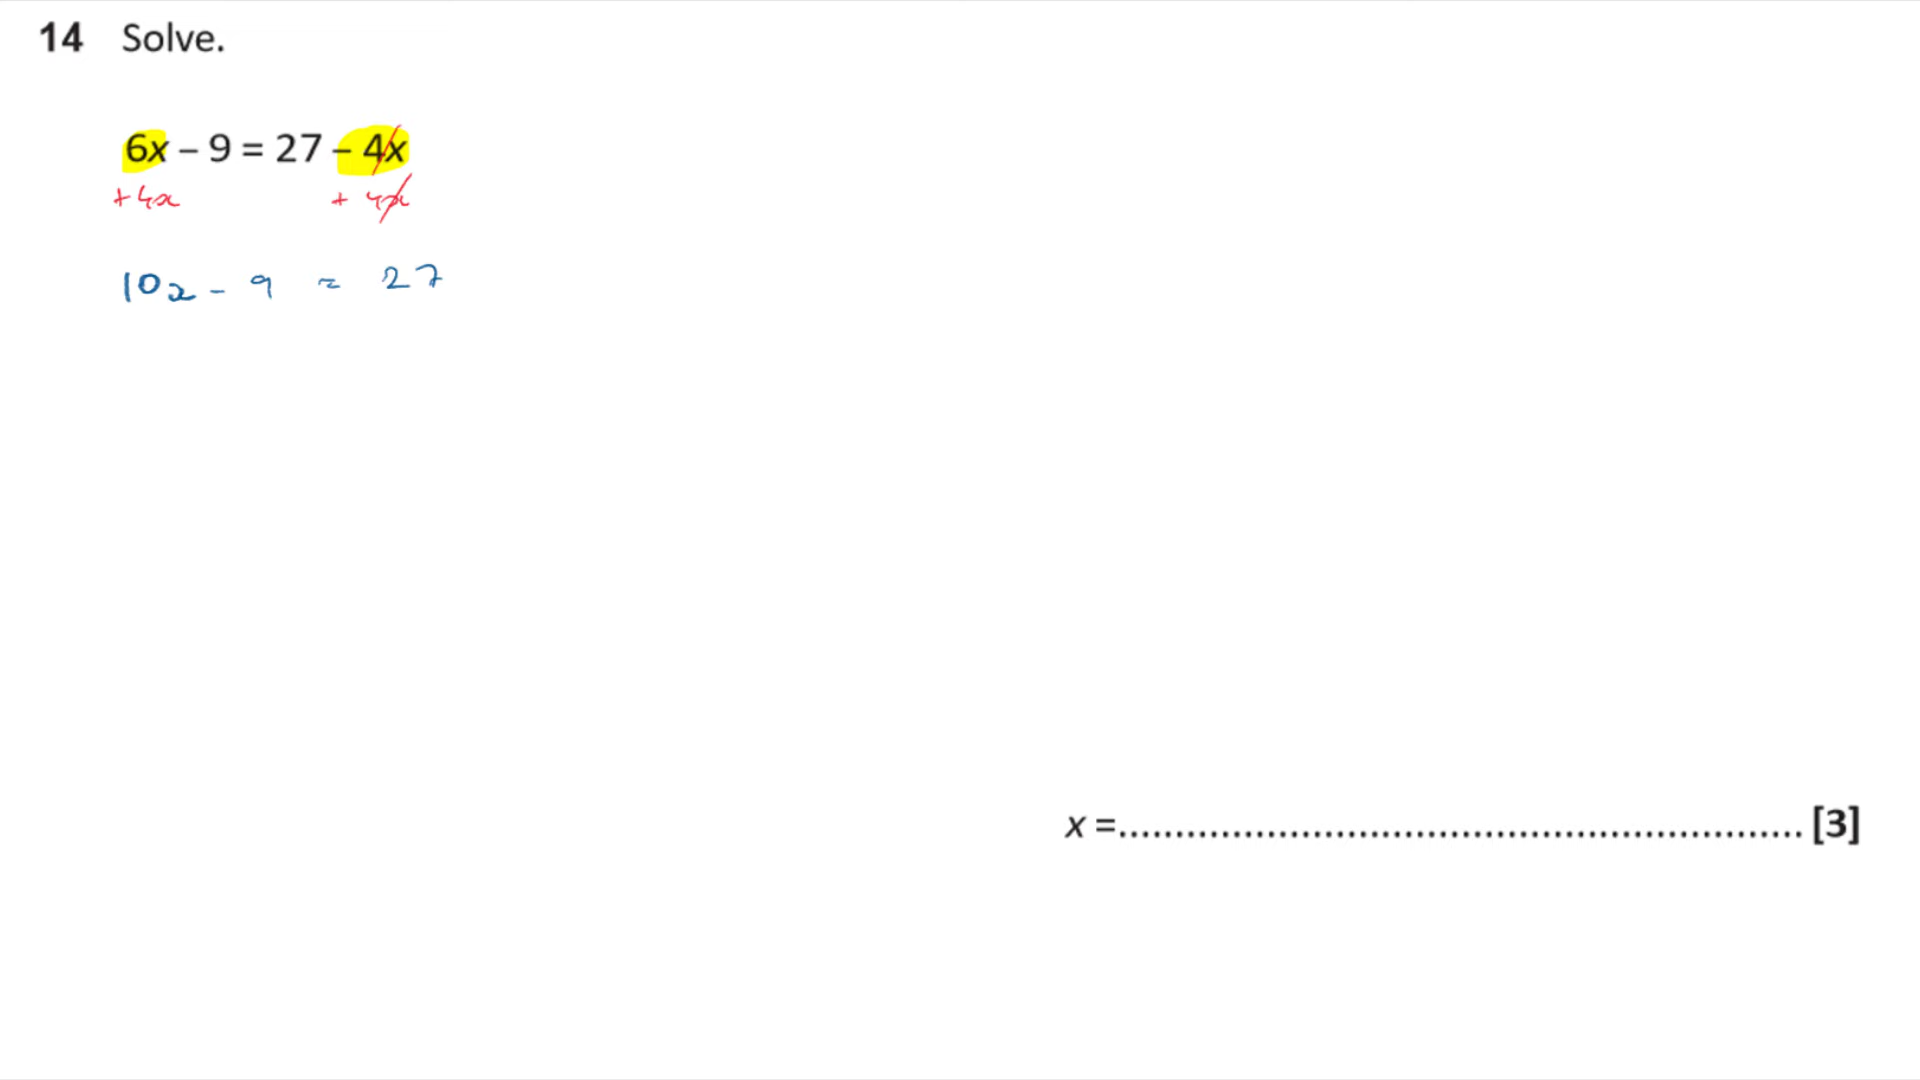 14 Solve.
6x – 9 = 27 – 4x
+4x + 4x
10x - 9 = 27
x =.............................................................. [3]